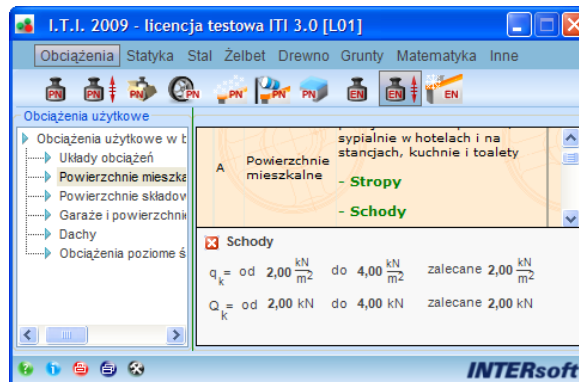 I.T.I. 2009 - licencja testowa ITI 3.0 [L01]
Obciążenia Statyka Stal Żelbet Drewno Grunty Matematyka Inne
PN PN PN PN PN PN PN EN EN EN
Obciążenia użytkowe
Obciążenia użytkowe w b
Układy obciążeń
Powierzchnie mieszka
Powierzchnie składow
Garaże i powierzchni
Dachy
Obciążenia poziome ś
sypialnie w hotelach i na
stancjach, kuchnie i toalety
A Powierzchnie
mieszkalne
- Stropy
- Schody
Schody
qk= od 2,00 kN/m2 do 4,00 kN/m2 zalecane 2,00 kN/m2
Qk= od 2,00 kN do 4,00 kN zalecane 2,00 kN
INTERsoft